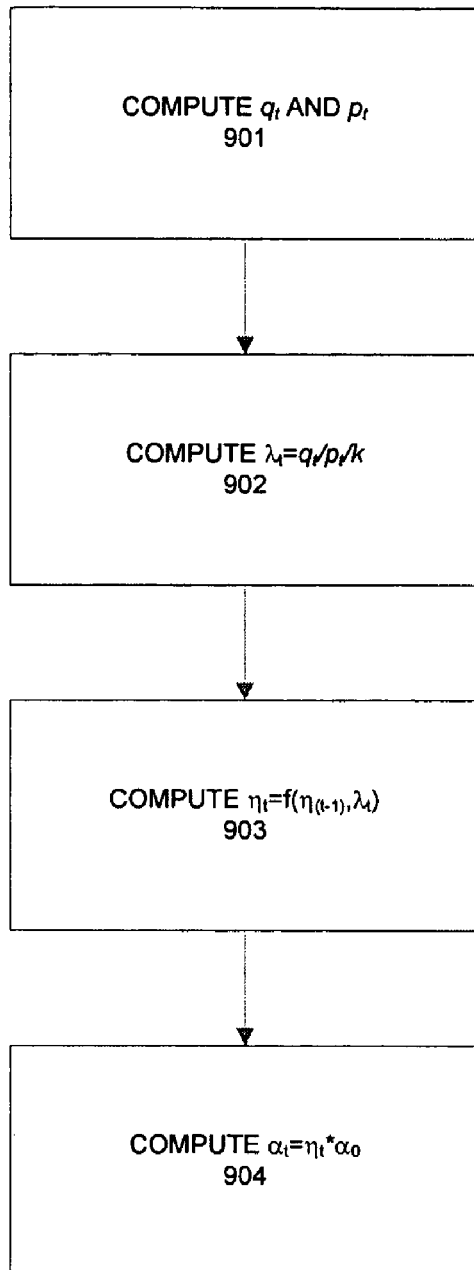 COMPUTE qₜ AND pₜ
901
COMPUTE λₜ=qₜ/pₜ/k
902
COMPUTE ηₜ=f(η₍ₜ₋₁₎,λₜ)
903
COMPUTE αₜ=ηₜ*α₀
904